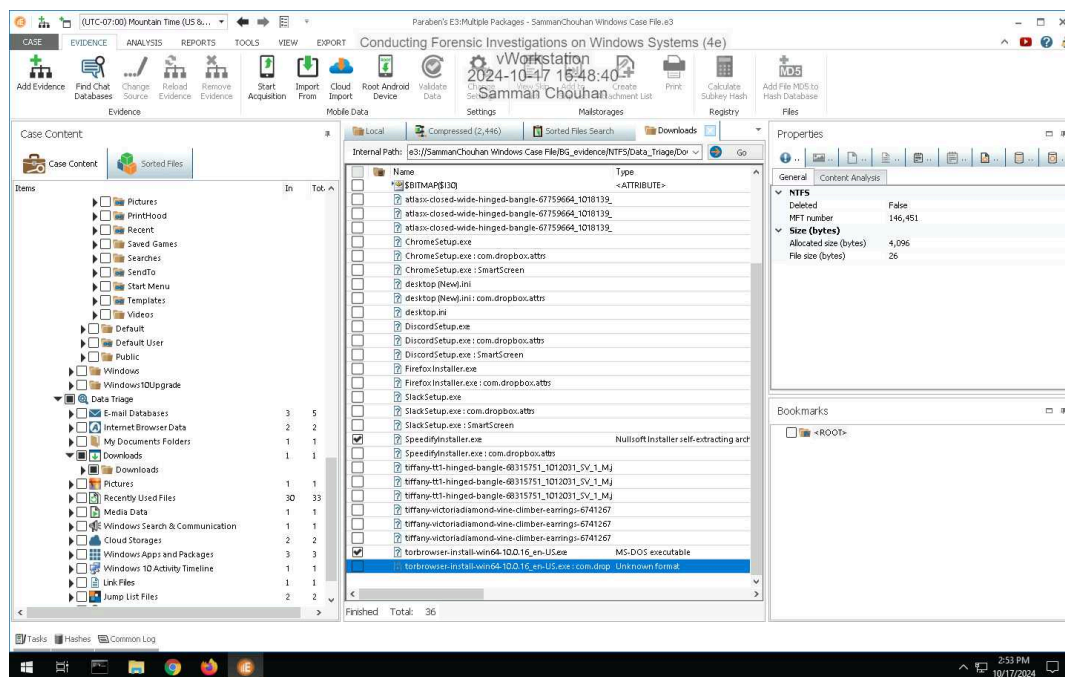 (UTC-07:00) Mountain Time (US &...
Paraben's E3:Multiple Packages - SammanChouhan Windows Case File.e3
CASE EVIDENCE ANALYSIS REPORTS TOOLS VIEW EXPORT
Conducting Forensic Investigations on Windows Systems (4e)
vWorkstation
2024-10-17 15:48:40
Samman Chouhan
Add Evidence
Find Chat Databases
Change Source
Reload Evidence
Remove Evidence
Start Acquisition
Import From
Cloud Import
Root Android Device
Validate Data
Create
Print
Calculate Subkey Hash
Add File MD5 to Hash Database
Evidence Mobile Data Settings Mailstorages Registry Files
Case Content
Case Content Sorted Files
Items In Tot.
Pictures
PrintHood
Recent
Saved Games
Searches
SendTo
Start Menu
Templates
Videos
Default
Default User
Public
Windows
Windows10Upgrade
Data Triage
E-mail Databases 3 5
Internet Browser Data 2 2
My Documents Folders 1 1
Downloads 1 1
Downloads
Pictures 1 1
Recently Used Files 30 33
Media Data 1 1
Windows Search & Communication 1 1
Cloud Storages 2 2
Windows Apps and Packages 3 3
Windows 10 Activity Timeline 1 1
Link Files 1 1
Jump List Files 2 2
Local Compressed (2,446) Sorted Files Search Downloads
Internal Path: e3://SammanChouhan Windows Case File/BG_evidence/NTFS/Data_Triage/Do Go
Name Type
$BITMAP($I30) <ATTRIBUTE>
atlasx-closed-wide-hinged-bangle-67759664_1018139_
atlasx-closed-wide-hinged-bangle-67759664_1018139_
atlasx-closed-wide-hinged-bangle-67759664_1018139_
ChromeSetup.exe
ChromeSetup.exe : com.dropbox.attrs
ChromeSetup.exe : SmartScreen
desktop (New).ini
desktop (New).ini : com.dropbox.attrs
desktop.ini
DiscordSetup.exe
DiscordSetup.exe : com.dropbox.attrs
DiscordSetup.exe : SmartScreen
Firefox Installer.exe
Firefox Installer.exe : com.dropbox.attrs
SlackSetup.exe
SlackSetup.exe : com.dropbox.attrs
SlackSetup.exe : SmartScreen
SpeedifyInstaller.exe Nullsoft Installer self-extracting arch
SpeedifyInstaller.exe : com.dropbox.attrs
tiffany-tt1-hinged-bangle-68315751_1012031_SV_1_M.j
tiffany-tt1-hinged-bangle-68315751_1012031_SV_1_M.j
tiffany-tt1-hinged-bangle-68315751_1012031_SV_1_M.j
tiffany-victoriadiamond-vine-climber-earrings-6741267
tiffany-victoriadiamond-vine-climber-earrings-6741267
tiffany-victoriadiamond-vine-climber-earrings-6741267
torbrowser-install-win64-10.0.16_en-US.exe MS-DOS executable
torbrowser-install-win64-10.0.16_en-US.exe : com.drop Unknown format
Finished Total: 36
Properties
General Content Analysis
NTFS
Deleted False
MFT number 146,451
Size (bytes)
Allocated size (bytes) 4,096
File size (bytes) 26
Bookmarks
<ROOT>
Tasks Hashes Common Log
2:53 PM
10/17/2024